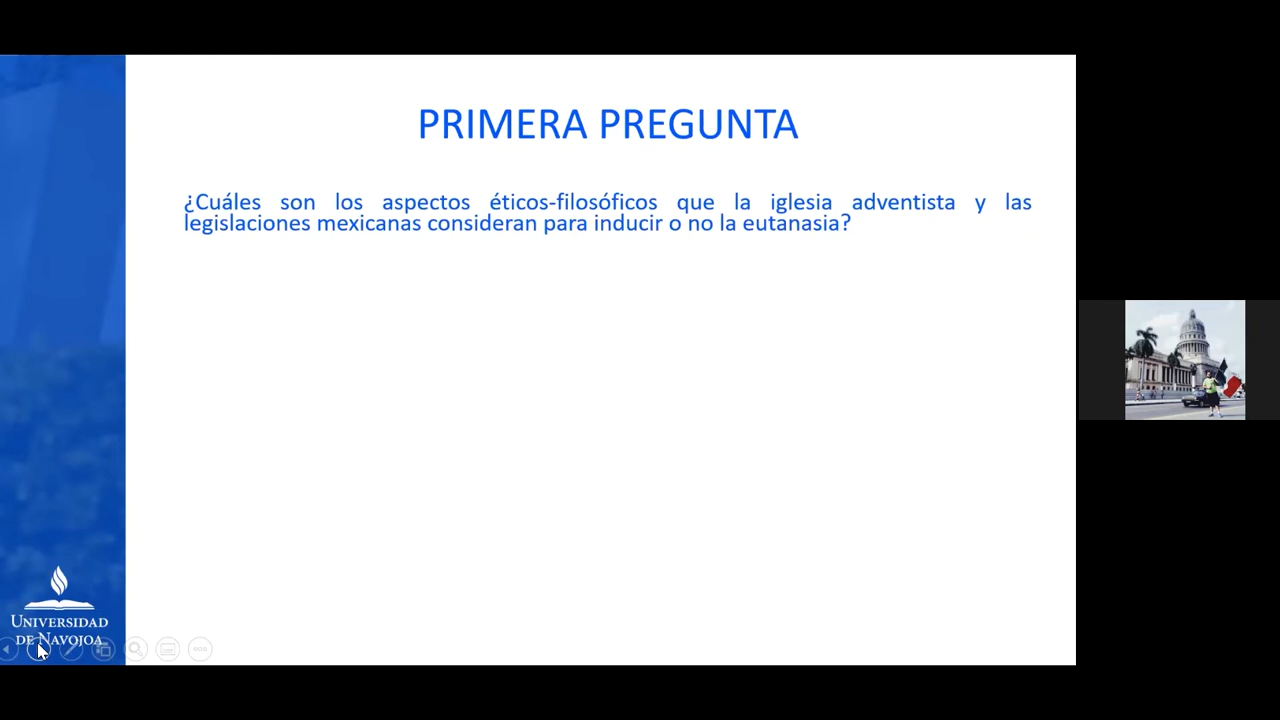 PRIMERA PREGUNTA
¿Cuáles son los aspectos éticos-filosóficos que la iglesia adventista y las
legislaciones mexicanas consideran para inducir o no la eutanasia?
UNIVERSIDAD
DE NAVOJOA